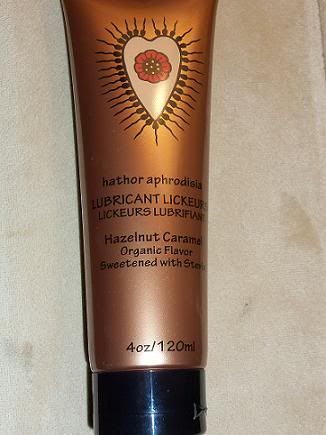 hathor aphrodisia
LUBRICANT LICKEURS
LICKEURS LUBRIFIANT
Hazelnut Caramel
Organic Flavor
Sweetened with Stevia
4oz/120ml